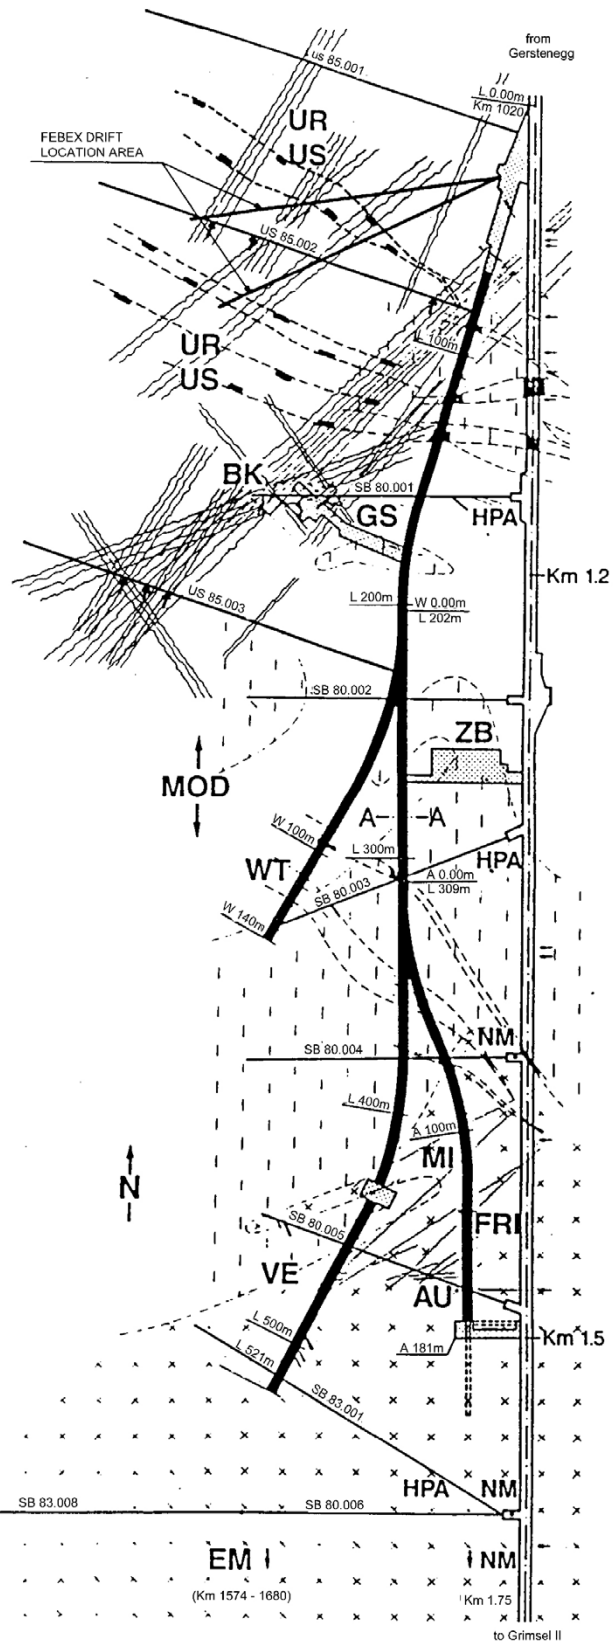 from
Gerstenegg
us 85.001
L 0.00m
Km 1020
UR
US
FEBEX DRIFT
LOCATION AREA
US 85.002
L 100m
UR
US
BK
SB 80.001
GS
HPA
Km 1.2
US 85.003
L 200m
W 0.00m
L 202m
SB 80.002
ZB
MOD
A
A
W 100m
L 300m
HPA
WT
SB 80.003
A 0.00m
L 309m
W 140m
NM
SB 80.004
L 400m
A 100m
MI
N
FRI
SB 80.005
VE
AU
L 500m
Km 1.5
L 521m
A 181m
SB 83.001
HPA
NM
SB 83.008
SB 80.006
EM
NM
(Km 1574 - 1680)
Km 1.75
to Grimsel II